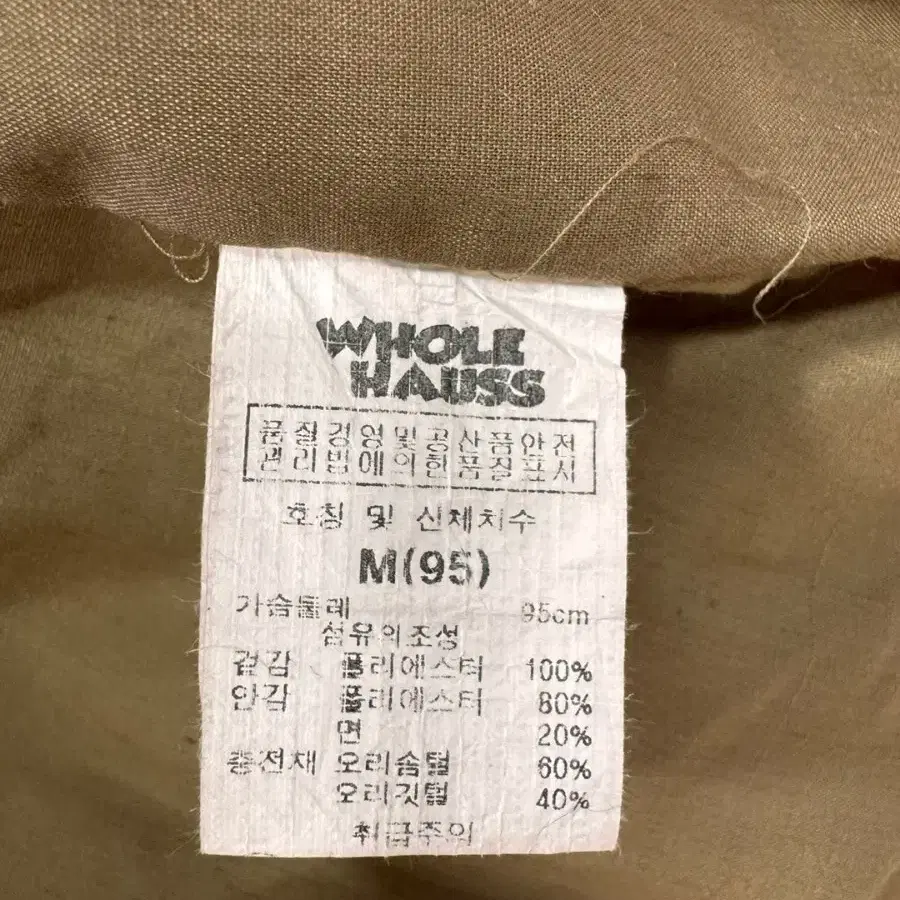 WHOLE
HAUSS
품질경영및공산품안전
관리법에의한품질표시
호칭 및 신체치수
M(95)
가슴둘레 95cm
섬유의조성
겉감 폴리에스터 100%
안감 폴리에스터 80%
면 20%
충전재 오리솜털 60%
오리깃털 40%
취급주의